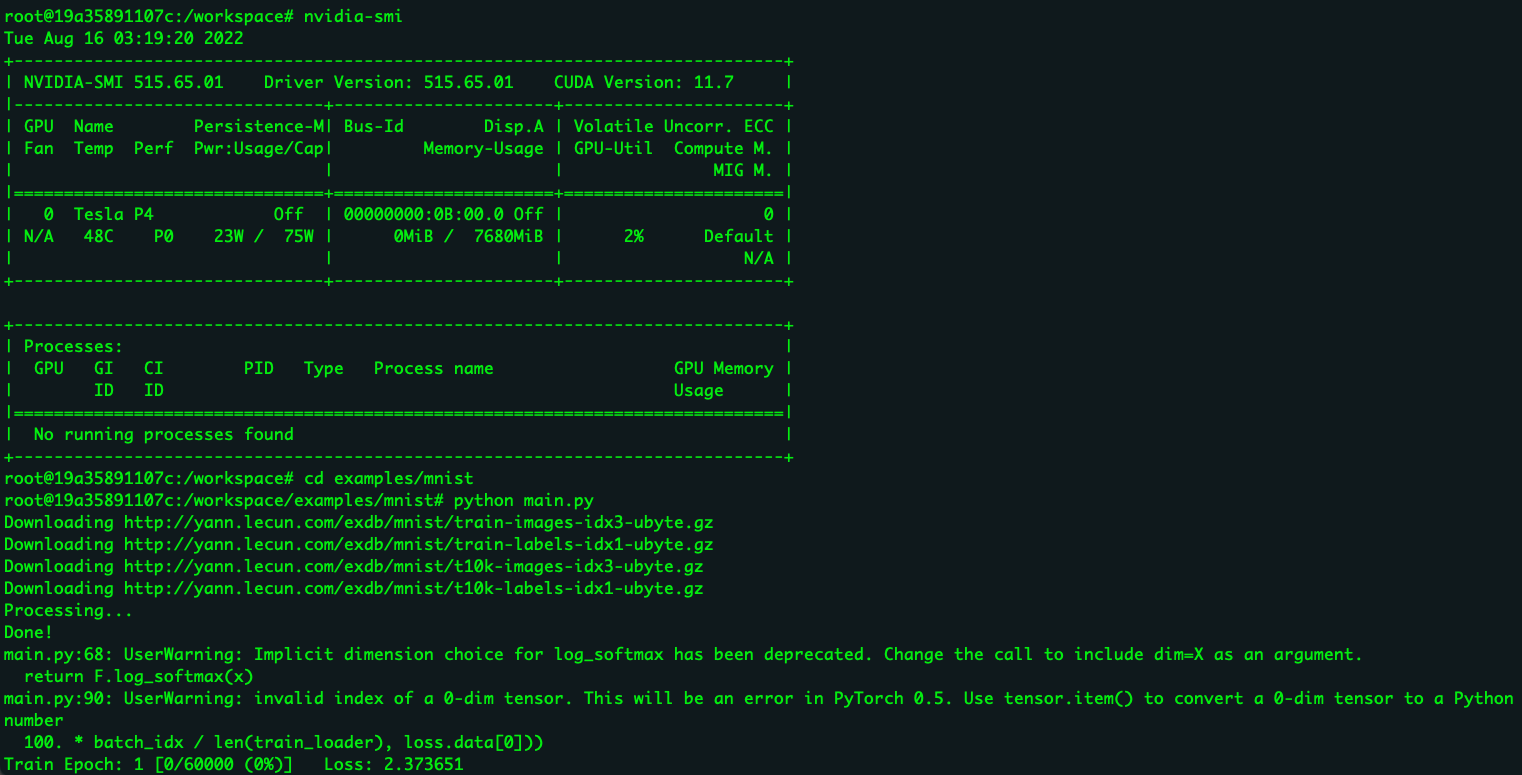 root@19a35891107c:/workspace# nvidia-smi
Tue Aug 16 03:19:20 2022
+-----------------------------------------------------------------------------+
| NVIDIA-SMI 515.65.01    Driver Version: 515.65.01    CUDA Version: 11.7     |
|-------------------------------+----------------------+----------------------+
| GPU  Name        Persistence-M| Bus-Id        Disp.A | Volatile Uncorr. ECC |
| Fan  Temp  Perf  Pwr:Usage/Cap|         Memory-Usage | GPU-Util  Compute M. |
|                               |                      |               MIG M. |
|===============================+======================+======================|
|   0  Tesla P4            Off  | 00000000:0B:00.0 Off |                    0 |
| N/A   48C    P0    23W /  75W |      0MiB /  7680MiB |      2%      Default |
|                               |                      |                  N/A |
+-------------------------------+----------------------+----------------------+

+-----------------------------------------------------------------------------+
| Processes:                                                                  |
|  GPU   GI   CI        PID   Type   Process name                  GPU Memory |
|        ID   ID                                                   Usage      |
|=============================================================================|
|  No running processes found                                                 |
+-----------------------------------------------------------------------------+
root@19a35891107c:/workspace# cd examples/mnist
root@19a35891107c:/workspace/examples/mnist# python main.py
Downloading http://yann.lecun.com/exdb/mnist/train-images-idx3-ubyte.gz
Downloading http://yann.lecun.com/exdb/mnist/train-labels-idx1-ubyte.gz
Downloading http://yann.lecun.com/exdb/mnist/t10k-images-idx3-ubyte.gz
Downloading http://yann.lecun.com/exdb/mnist/t10k-labels-idx1-ubyte.gz
Processing...
Done!
main.py:68: UserWarning: Implicit dimension choice for log_softmax has been deprecated. Change the call to include dim=X as an argument.
  return F.log_softmax(x)
main.py:90: UserWarning: invalid index of a 0-dim tensor. This will be an error in PyTorch 0.5. Use tensor.item() to convert a 0-dim tensor to a Python
number
  100. * batch_idx / len(train_loader), loss.data[0]))
Train Epoch: 1 [0/60000 (0%)]   Loss: 2.373651